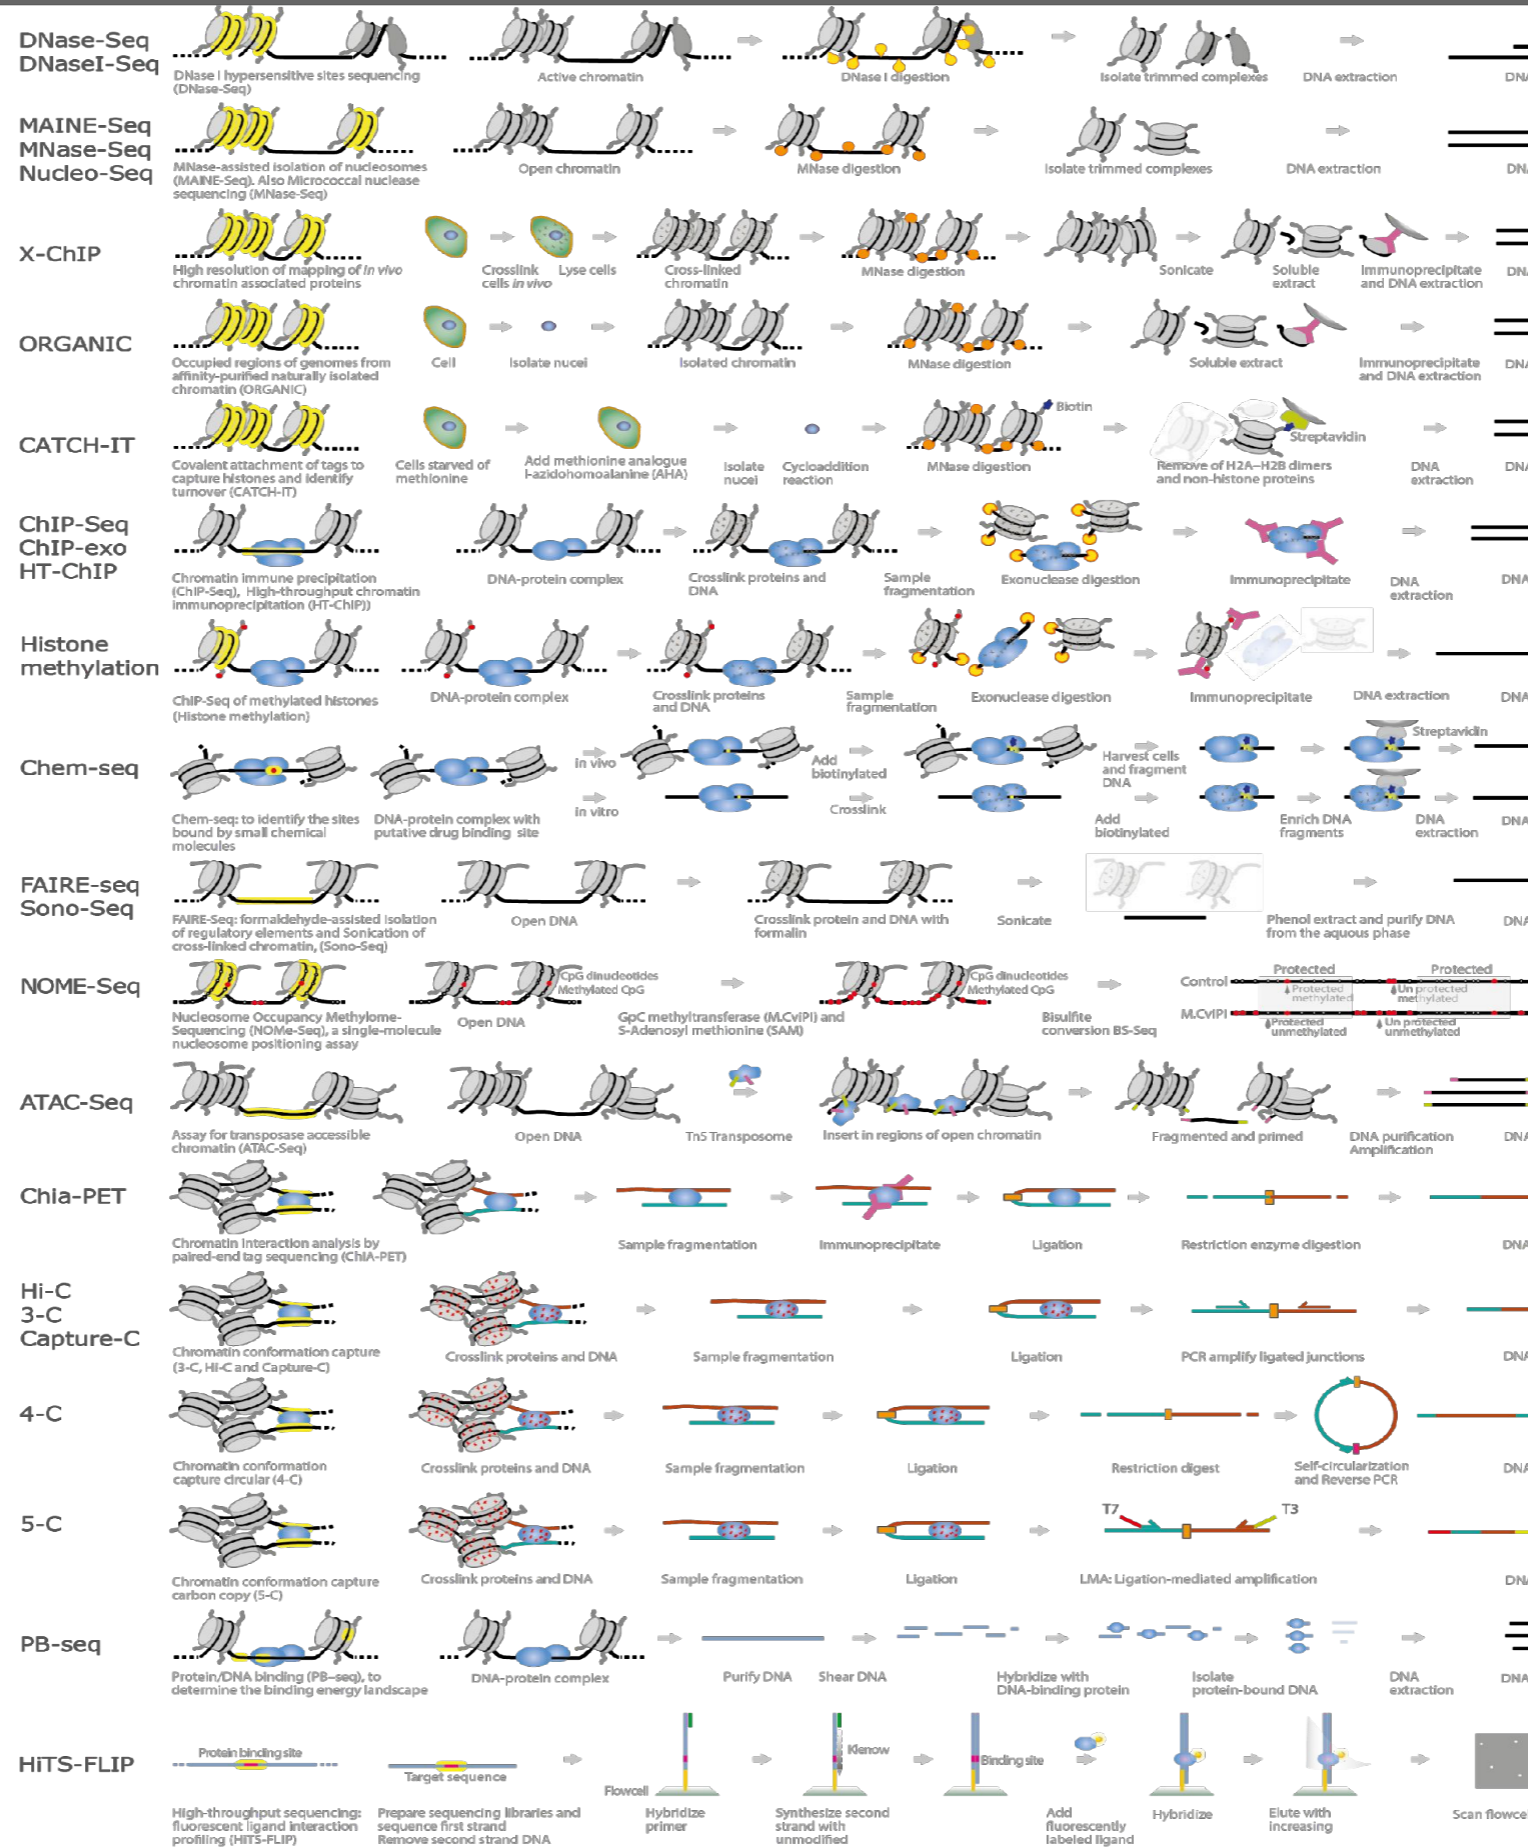 DNase-Seq
DNaseI-Seq
DNase I hypersensitive sites sequencing
(DNase-Seq)
Active chromatin
DNase I digestion
Isolate trimmed complexes
DNA extraction
DNA
MAINE-Seq
MNase-Seq
Nucleo-Seq
MNase-assisted isolation of nucleosomes
(MAINE-Seq). Also Micrococcal nuclease
sequencing (MNase-Seq)
Open chromatin
MNase digestion
Isolate trimmed complexes
DNA extraction
DNA
X-ChIP
High resolution of mapping of in vivo
chromatin associated proteins
Crosslink
cells in vivo
Lyse cells
Cross-linked
chromatin
MNase digestion
Sonicate
Soluble
extract
Immunoprecipitate
and DNA extraction
DNA
ORGANIC
Occupied regions of genomes from
affinity-purified naturally isolated
chromatin (ORGANIC)
Cell
Isolate nuclei
Isolated chromatin
MNase digestion
Soluble extract
Immunoprecipitate
and DNA extraction
DNA
CATCH-IT
Covalent attachment of tags to
capture histones and identify
turnover (CATCH-IT)
Cells starved of
methionine
Add methionine analogue
l-azidohomoalanine (AHA)
Isolate
nuclei
Cycloaddition
reaction
Biotin
MNase digestion
Streptavidin
Remove of H2A–H2B dimers
and non-histone proteins
DNA
extraction
DNA
ChIP-Seq
ChIP-exo
HT-ChIP
Chromatin immune precipitation
(ChIP-Seq), High-throughput chromatin
immunoprecipitation (HT-ChIP))
DNA-protein complex
Crosslink proteins and
DNA
Sample
fragmentation
Exonuclease digestion
Immunoprecipitate
DNA
extraction
DNA
Histone
methylation
ChIP-Seq of methylated histones
(Histone methylation)
DNA-protein complex
Crosslink proteins
and DNA
Sample
fragmentation
Exonuclease digestion
Immunoprecipitate
DNA extraction
DNA
Chem-seq
Chem-seq: to identify the sites
bound by small chemical
molecules
DNA-protein complex with
putative drug binding site
in vivo
in vitro
Add
biotinylated
Crosslink
Harvest cells
and fragment
DNA
Add
biotinylated
Streptavidin
Enrich DNA
fragments
DNA
extraction
DNA
FAIRE-seq
Sono-Seq
FAIRE-Seq: formaldehyde-assisted isolation
of regulatory elements and Sonication of
cross-linked chromatin, (Sono-Seq)
Open DNA
Crosslink protein and DNA with
formalin
Sonicate
Phenol extract and purify DNA
from the aquous phase
DNA
NOME-Seq
Nucleosome Occupancy Methylome-
Sequencing (NOMe-Seq), a single-molecule
nucleosome positioning assay
CpG dinucleotides
Methylated CpG
Open DNA
GpC methyltransferase (M.CviPI) and
S-Adenosyl methionine (SAM)
CpG dinucleotides
Methylated CpG
Bisulfite
conversion BS-Seq
Protected
Protected
Control
Protected
methylated
Un protected
methylated
M.CviPI
Protected
unmethylated
Un protected
unmethylated
ATAC-Seq
Assay for transposase accessible
chromatin (ATAC-Seq)
Open DNA
Tn5 Transposome
Insert in regions of open chromatin
Fragmented and primed
DNA purification
Amplification
DNA
Chia-PET
Chromatin interaction analysis by
paired-end tag sequencing (ChIA-PET)
Sample fragmentation
Immunoprecipitate
Ligation
Restriction enzyme digestion
DNA
Hi-C
3-C
Capture-C
Chromatin conformation capture
(3-C, Hi-C and Capture-C)
Crosslink proteins and DNA
Sample fragmentation
Ligation
PCR amplify ligated junctions
DNA
4-C
Chromatin conformation
capture circular (4-C)
Crosslink proteins and DNA
Sample fragmentation
Ligation
Restriction digest
Self-circularization
and Reverse PCR
DNA
5-C
Chromatin conformation capture
carbon copy (5-C)
Crosslink proteins and DNA
Sample fragmentation
Ligation
T7
T3
LMA: Ligation-mediated amplification
DNA
PB-seq
Protein/DNA binding (PB–seq), to
determine the binding energy landscape
DNA-protein complex
Purify DNA
Shear DNA
Hybridize with
DNA-binding protein
Isolate
protein-bound DNA
DNA
extraction
DNA
HiTS-FLIP
Protein binding site
High-throughput sequencing:
fluorescent ligand interaction
profiling (HiTS-FLIP)
Target sequence
Prepare sequencing libraries and
sequence first strand
Remove second strand DNA
Flowcell
Hybridize
primer
Klenow
Synthesize second
strand with
unmodified
Binding site
Add
fluorescently
labeled ligand
Hybridize
Elute with
increasing
Scan flowcel